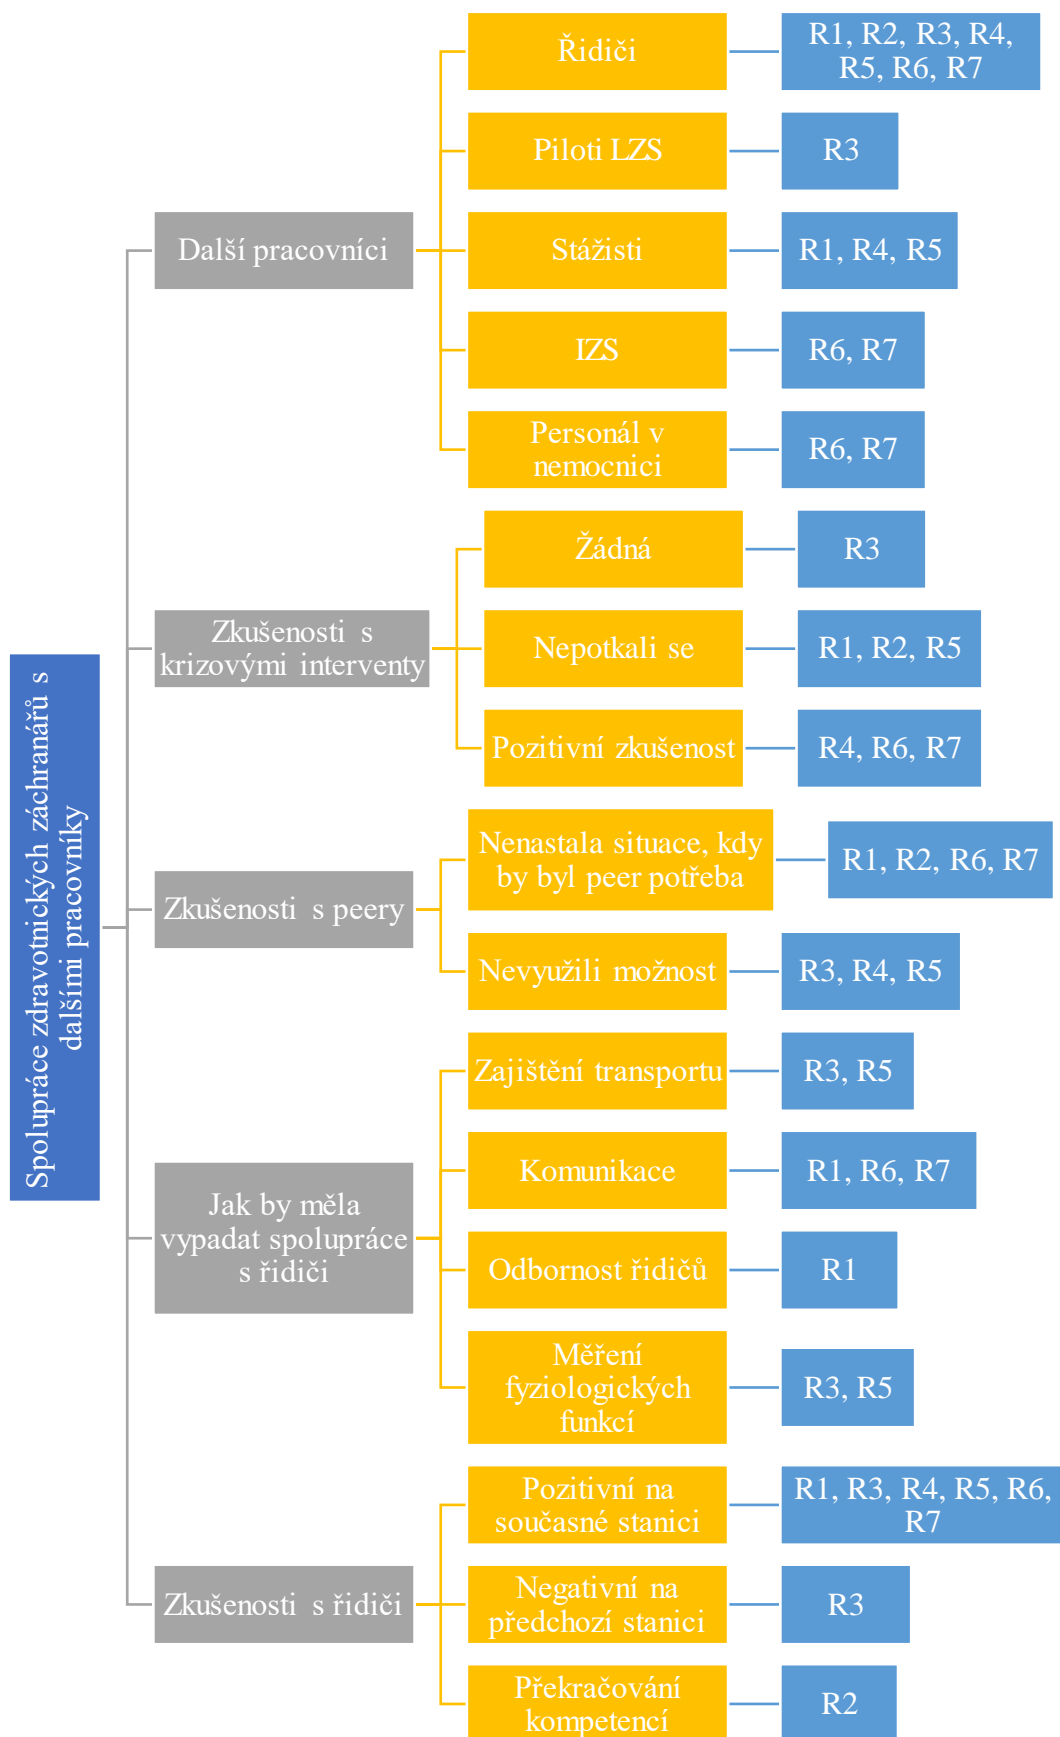 Spolupráce zdravotnických záchranářů s
dalšími pracovníky
Další pracovníci
Řidiči
R1, R2, R3, R4,
R5, R6, R7
Piloti LZS
R3
Stážisti
R1, R4, R5
IZS
R6, R7
Personál v
nemocnici
R6, R7
Zkušenosti s
krizovými interventy
Žádná
R3
Nepotkali se
R1, R2, R5
Pozitivní zkušenost
R4, R6, R7
Zkušenosti s peery
Nenastala situace, kdy
by byl peer potřeba
R1, R2, R6, R7
Nevyužili možnost
R3, R4, R5
Jak by měla
vypadat spolupráce
s řidiči
Zajištění transportu
R3, R5
Komunikace
R1, R6, R7
Odbornost řidičů
R1
Měření
fyziologických
funkcí
R3, R5
Zkušenosti s řidiči
Pozitivní na
současné stanici
R1, R3, R4, R5, R6,
R7
Negativní na
předchozí stanici
R3
Překračování
kompetencí
R2